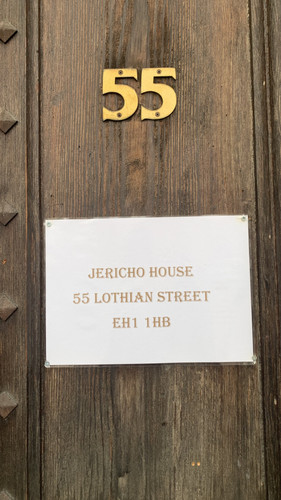 55
JERICHO HOUSE
55 LOTHIAN STREET
EH1 1HB